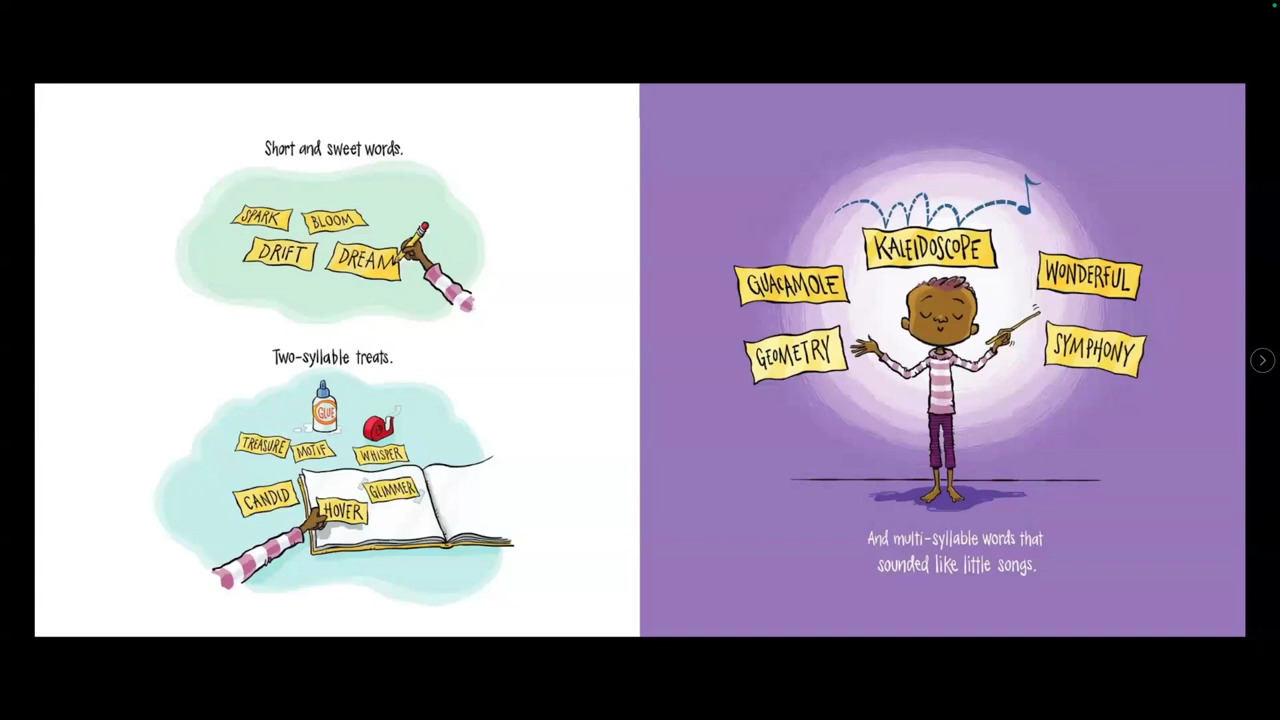 Short and sweet words.
SPARK
BLOOM
DRIFT
DREAM
Two-syllable treats.
GLUE
TREASURE
MOTIF
WHISPER
CANDID
HOVER
GLIMMER
KALEIDOSCOPE
GUACAMOLE
WONDERFUL
GEOMETRY
SYMPHONY
And multi-syllable words that
sounded like little songs.